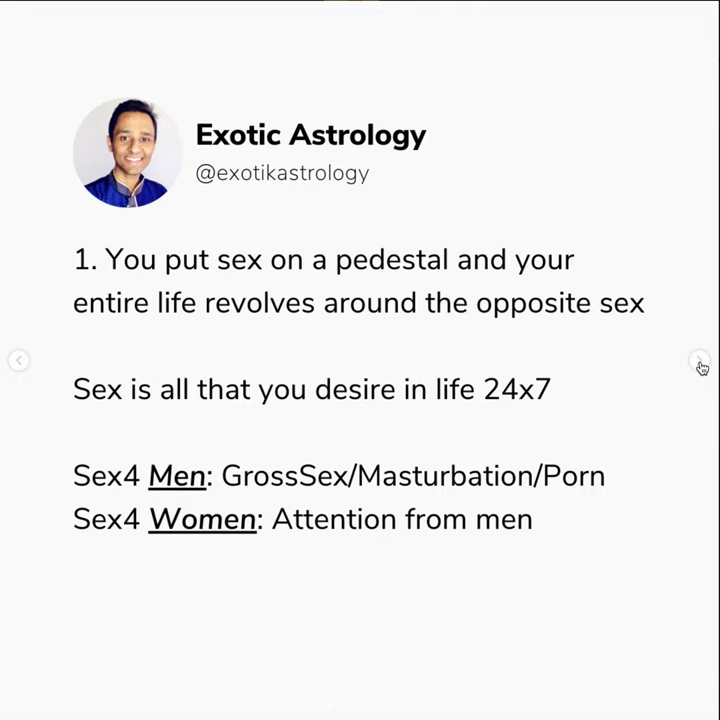 Exotic Astrology
@exotikastrology
1. You put sex on a pedestal and your
entire life revolves around the opposite sex
Sex is all that you desire in life 24x7
Sex4 Men: GrossSex/Masturbation/Porn
Sex4 Women: Attention from men